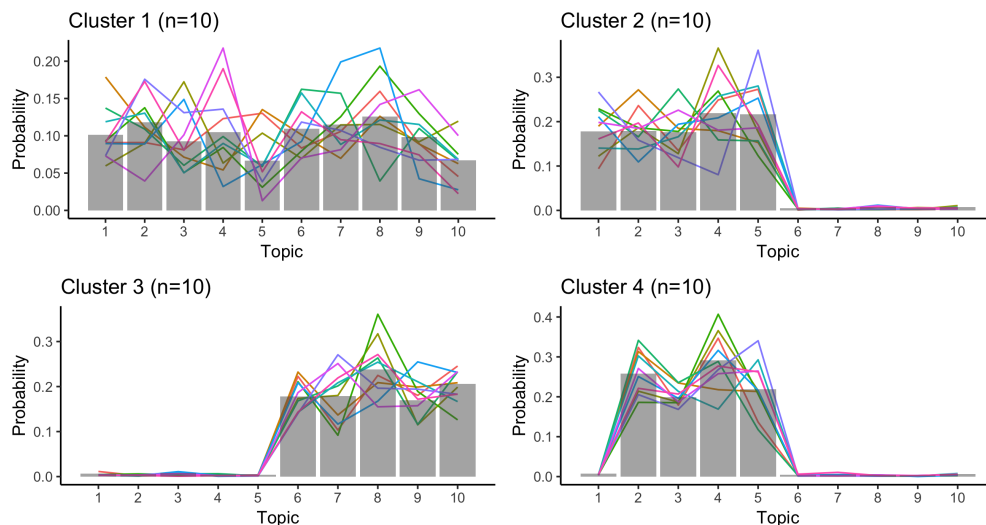 Cluster 1 (n=10)
Probability
0.20
0.15
0.10
0.05
0.00
1 2 3 4 5 6 7 8 9 10
Topic
Cluster 2 (n=10)
Probability
0.3
0.2
0.1
0.0
1 2 3 4 5 6 7 8 9 10
Topic
Cluster 3 (n=10)
Probability
0.3
0.2
0.1
0.0
1 2 3 4 5 6 7 8 9 10
Topic
Cluster 4 (n=10)
Probability
0.4
0.3
0.2
0.1
0.0
1 2 3 4 5 6 7 8 9 10
Topic